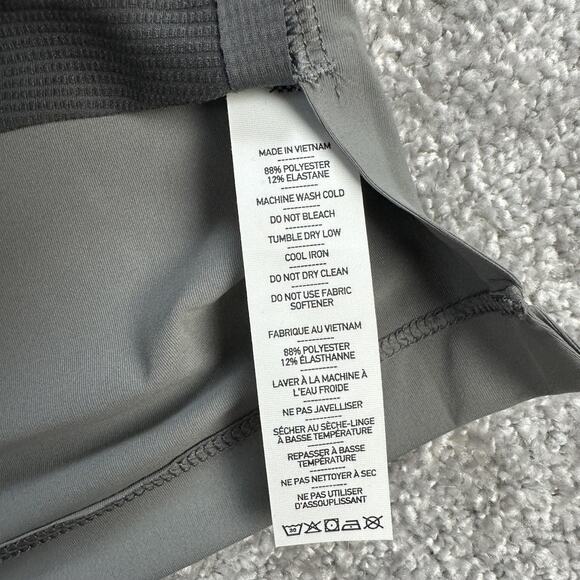 MADE IN VIETNAM
88% POLYESTER
12% ELASTANE
MACHINE WASH COLD
DO NOT BLEACH
TUMBLE DRY LOW
COOL IRON
DO NOT DRY CLEAN
DO NOT USE FABRIC
SOFTENER
FABRIQUE AU VIETNAM
88% POLYESTER
12% ÉLASTHANNE
LAVER À LA MACHINE À
L'EAU FROIDE
NE PAS JAVELLISER
SÉCHER AU SÈCHE-LINGE
À BASSE TEMPÉRATURE
REPASSER À BASSE
TEMPÉRATURE
NE PAS NETTOYER À SEC
NE PAS UTILISER
D'ASSOUPLISSANT
30